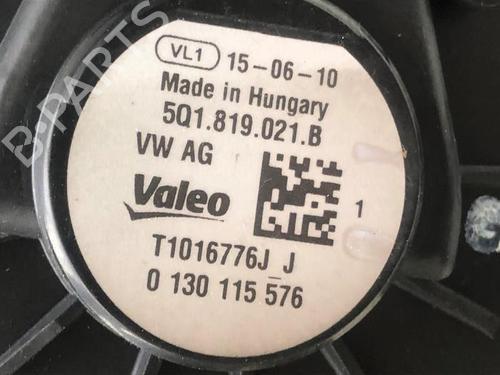 VL1 15-06-10
Made in Hungary
5Q1.819.021.B
VW AG
Valeo
1
T1016776J_J
0 130 115 576
B-PARTS